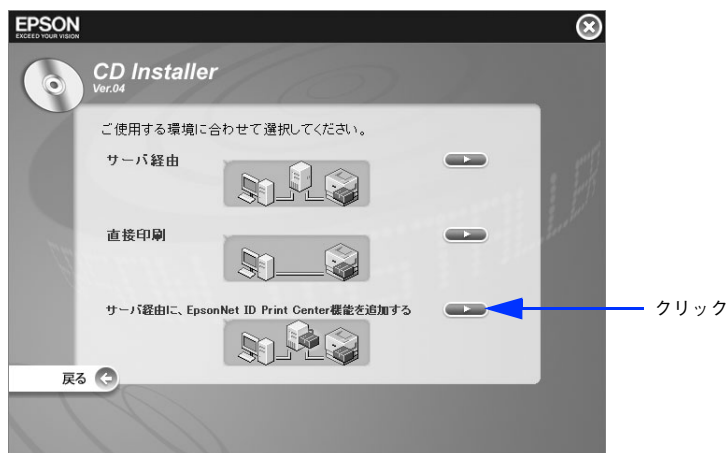 EPSON
EXCEED YOUR VISION
CD Installer
Ver.04
ご使用する環境に合わせて選択してください。
サーバ経由
直接印刷
サーバ経由に、EpsonNet ID Print Center機能を追加する
クリック
戻る